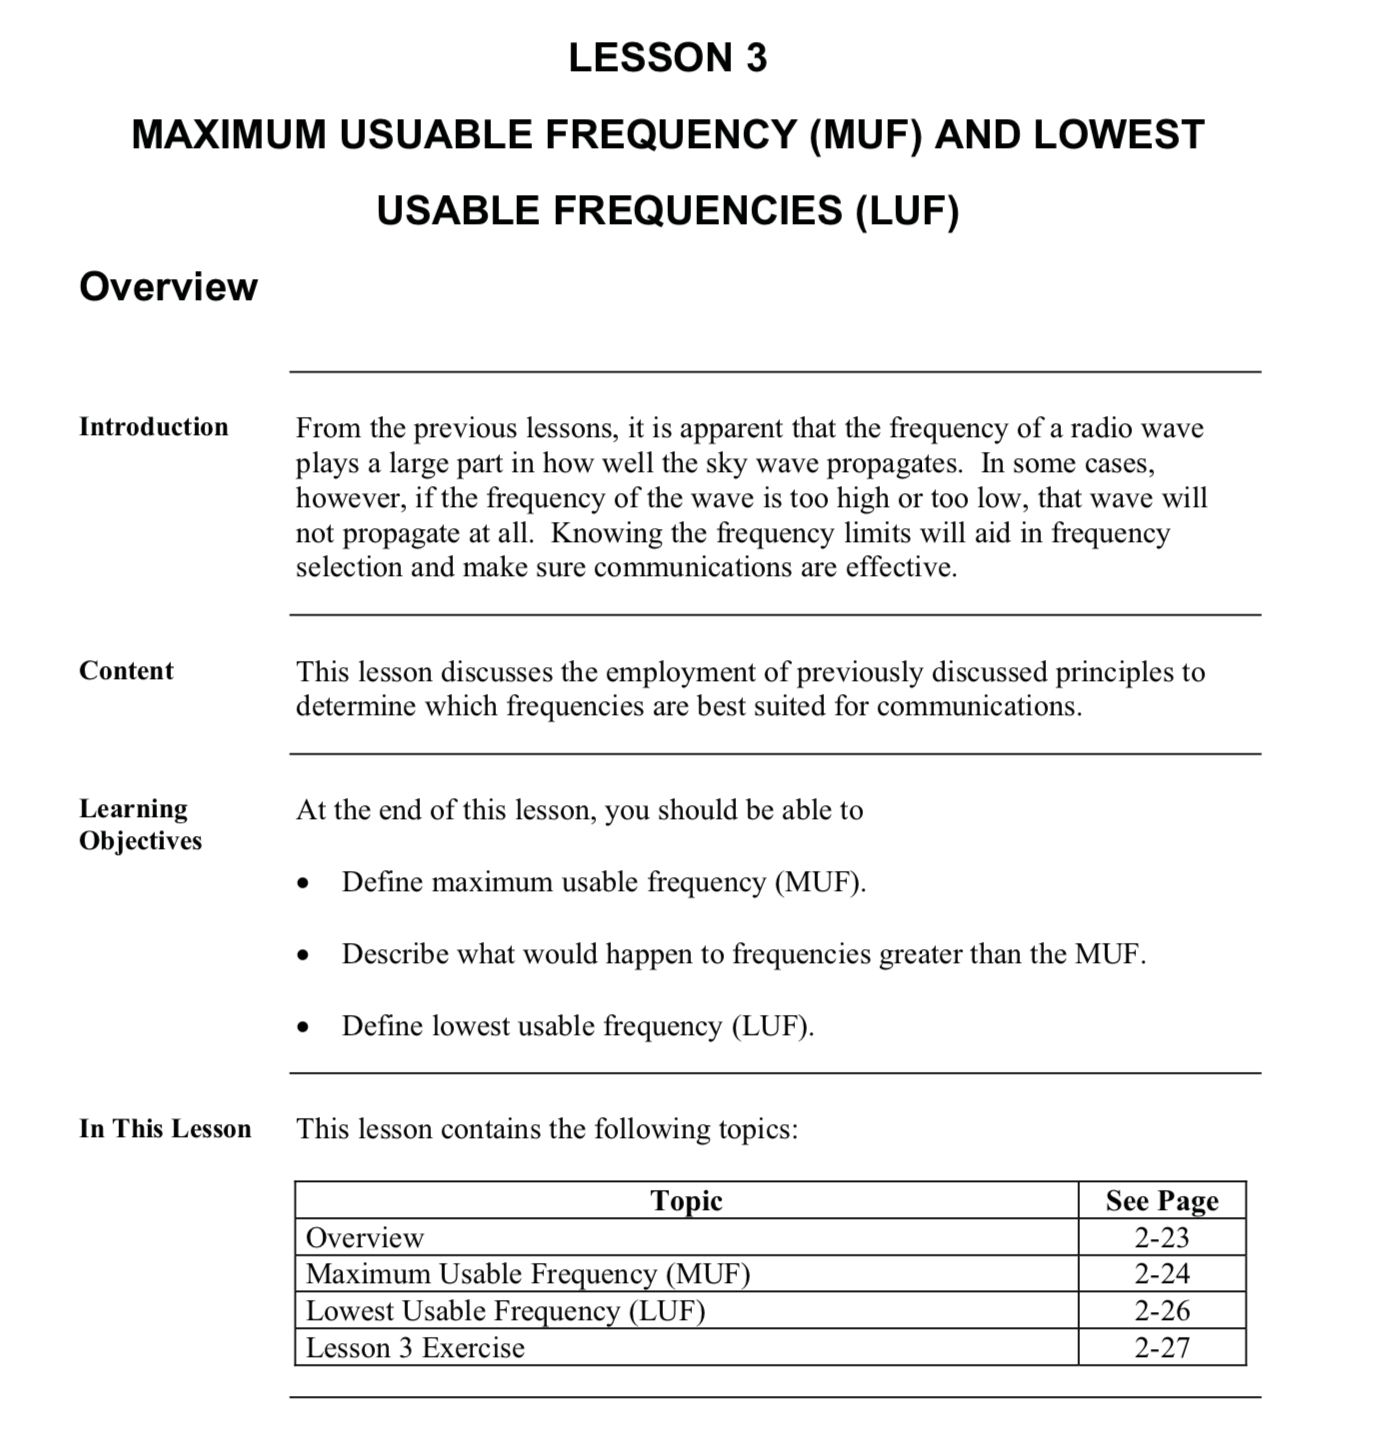 LESSON 3
MAXIMUM USUABLE FREQUENCY (MUF) AND LOWEST
USABLE FREQUENCIES (LUF)
Overview
Introduction
From the previous lessons, it is apparent that the frequency of a radio wave
plays a large part in how well the sky wave propagates. In some cases,
however, if the frequency of the wave is too high or too low, that wave will
not propagate at all. Knowing the frequency limits will aid in frequency
selection and make sure communications are effective.
Content
This lesson discusses the employment of previously discussed principles to
determine which frequencies are best suited for communications.
Learning
Objectives
At the end of this lesson, you should be able to
• Define maximum usable frequency (MUF).
• Describe what would happen to frequencies greater than the MUF.
• Define lowest usable frequency (LUF).
In This Lesson
This lesson contains the following topics:
Topic See Page
Overview 2-23
Maximum Usable Frequency (MUF) 2-24
Lowest Usable Frequency (LUF) 2-26
Lesson 3 Exercise 2-27